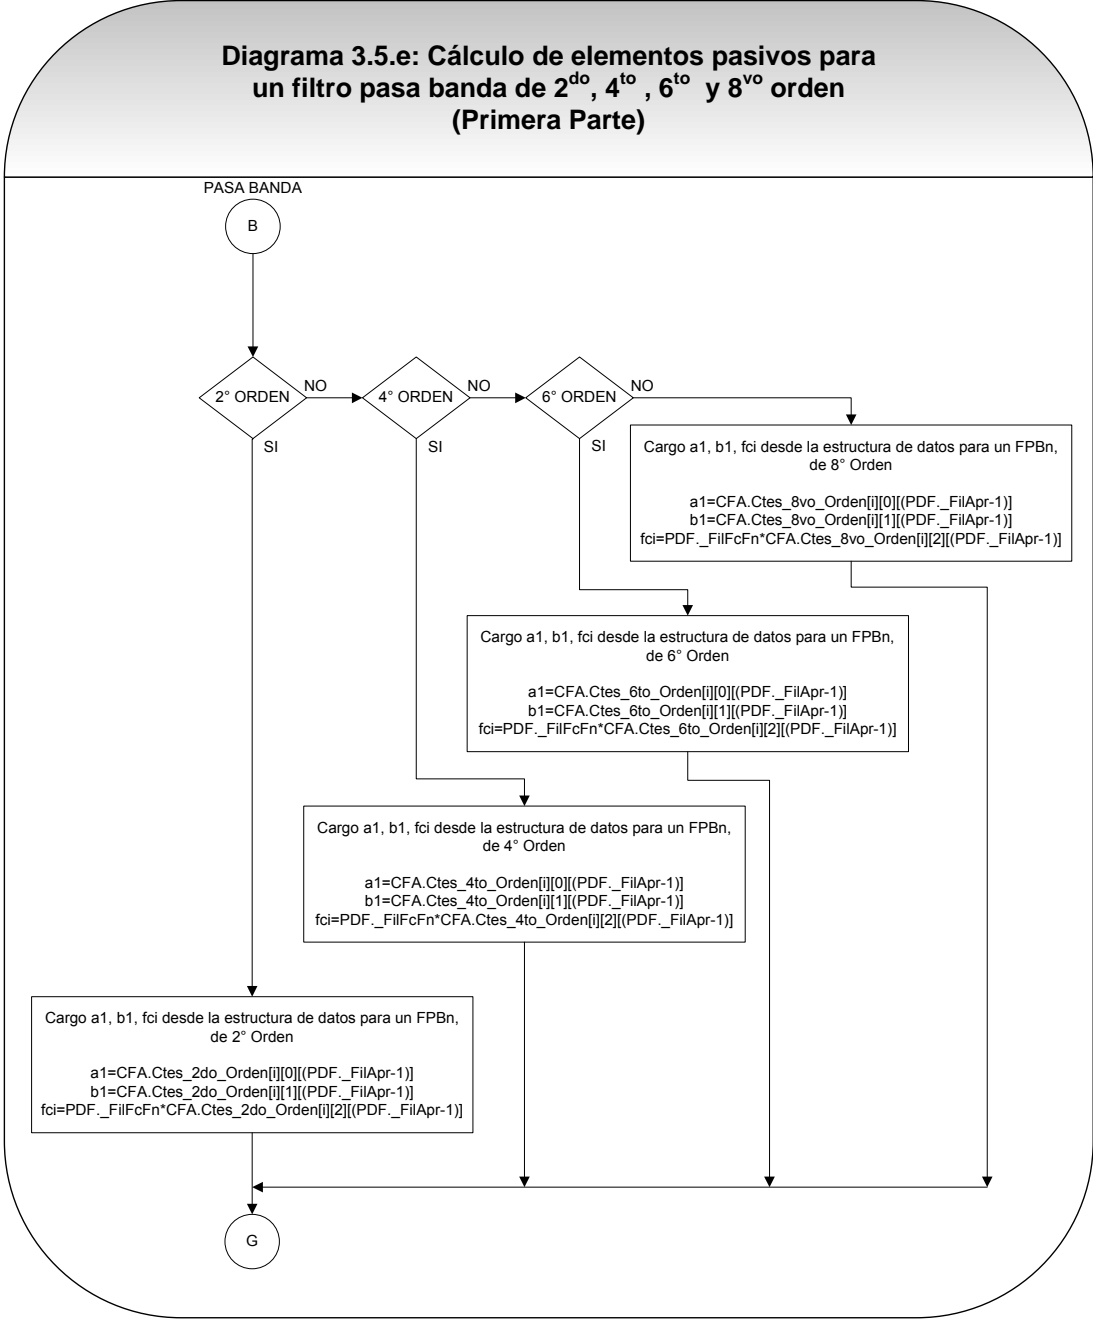 Diagrama 3.5.e: Cálculo de elementos pasivos para
un filtro pasa banda de 2do, 4to , 6to y 8vo orden
(Primera Parte)
PASA BANDA
B
2° ORDEN
NO
4° ORDEN
NO
6° ORDEN
NO
SI
SI
SI
Cargo a1, b1, fci desde la estructura de datos para un FPBn,
de 8° Orden
a1=CFA.Ctes_8vo_Orden[i][0][(PDF._FilApr-1)]
b1=CFA.Ctes_8vo_Orden[i][1][(PDF._FilApr-1)]
fci=PDF._FilFcFn*CFA.Ctes_8vo_Orden[i][2][(PDF._FilApr-1)]
Cargo a1, b1, fci desde la estructura de datos para un FPBn,
de 6° Orden
a1=CFA.Ctes_6to_Orden[i][0][(PDF._FilApr-1)]
b1=CFA.Ctes_6to_Orden[i][1][(PDF._FilApr-1)]
fci=PDF._FilFcFn*CFA.Ctes_6to_Orden[i][2][(PDF._FilApr-1)]
Cargo a1, b1, fci desde la estructura de datos para un FPBn,
de 4° Orden
a1=CFA.Ctes_4to_Orden[i][0][(PDF._FilApr-1)]
b1=CFA.Ctes_4to_Orden[i][1][(PDF._FilApr-1)]
fci=PDF._FilFcFn*CFA.Ctes_4to_Orden[i][2][(PDF._FilApr-1)]
Cargo a1, b1, fci desde la estructura de datos para un FPBn,
de 2° Orden
a1=CFA.Ctes_2do_Orden[i][0][(PDF._FilApr-1)]
b1=CFA.Ctes_2do_Orden[i][1][(PDF._FilApr-1)]
fci=PDF._FilFcFn*CFA.Ctes_2do_Orden[i][2][(PDF._FilApr-1)]
G